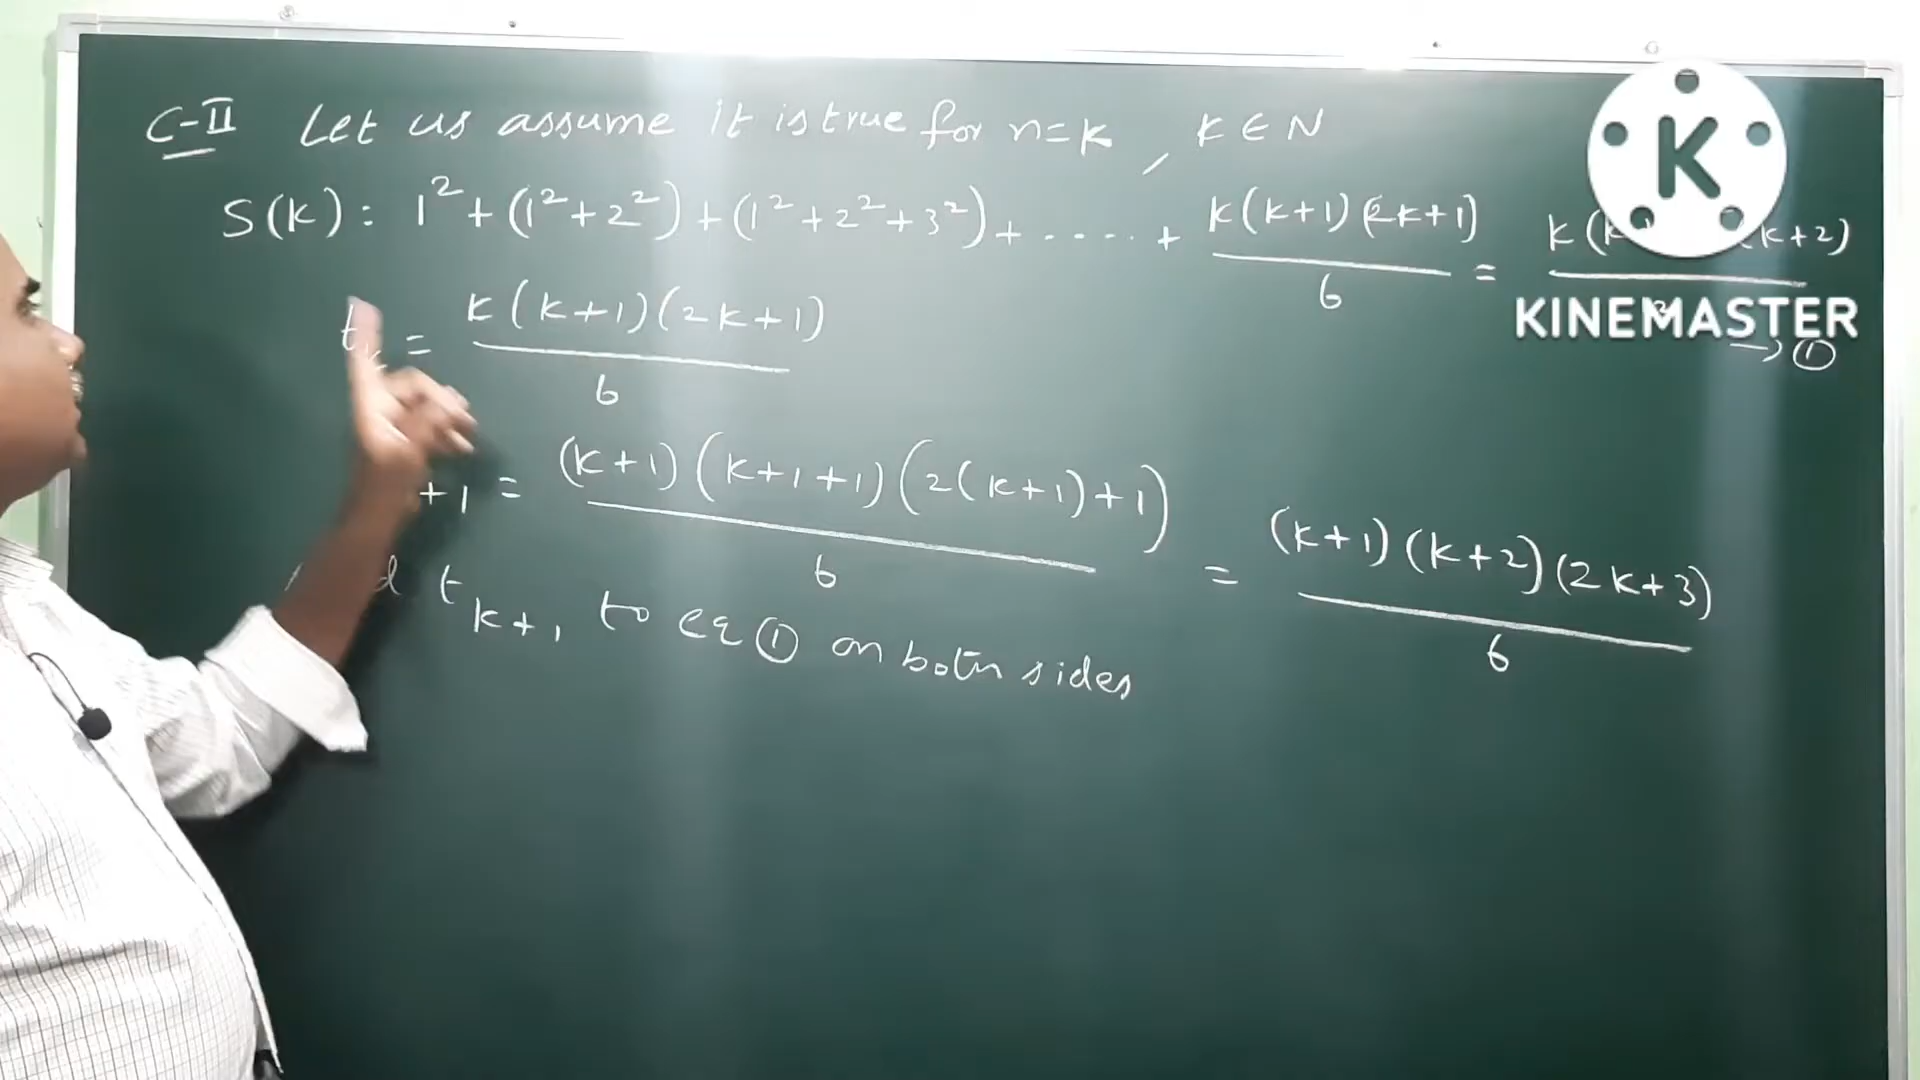 C-II Let us assume it is true for n=k, k ∈ N
S(k): 1²+(1²+2²)+(1²+2²+3²)+.....+ k(k+1)(2k+1)/6 = k(k k+2)
K
KINEMASTER
→ ①
t = k(k+1)(2k+1)/6
+1 = (k+1)(k+1+1)(2(k+1)+1)/6 = (k+1)(k+2)(2k+3)/6
t k+1 to eq ① on both sides